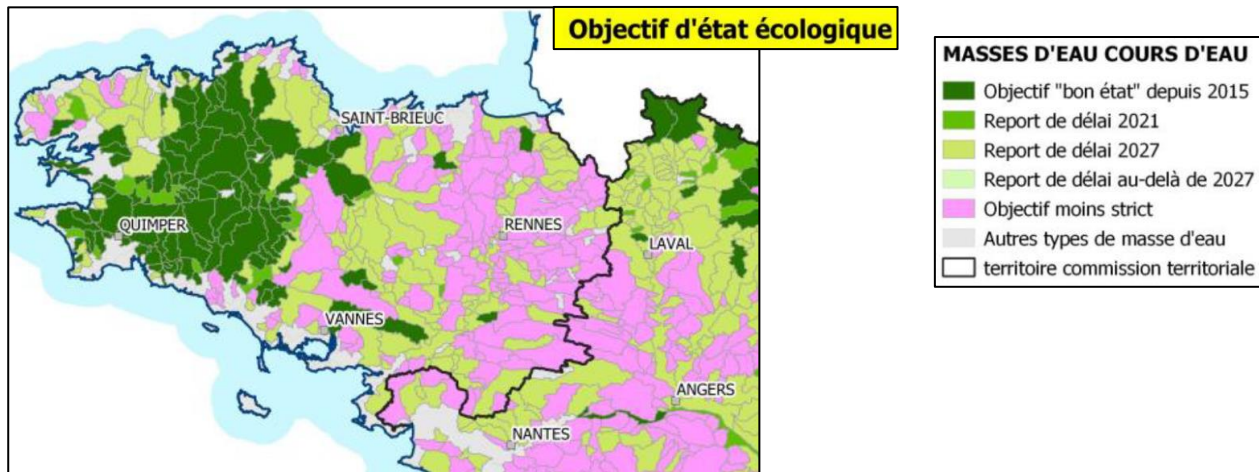 Objectif d'état écologique
SAINT-BRIEUC
QUIMPER
RENNES
LAVAL
VANNES
ANGERS
NANTES
MASSES D'EAU COURS D'EAU
Objectif "bon état" depuis 2015
Report de délai 2021
Report de délai 2027
Report de délai au-delà de 2027
Objectif moins strict
Autres types de masse d'eau
territoire commission territoriale